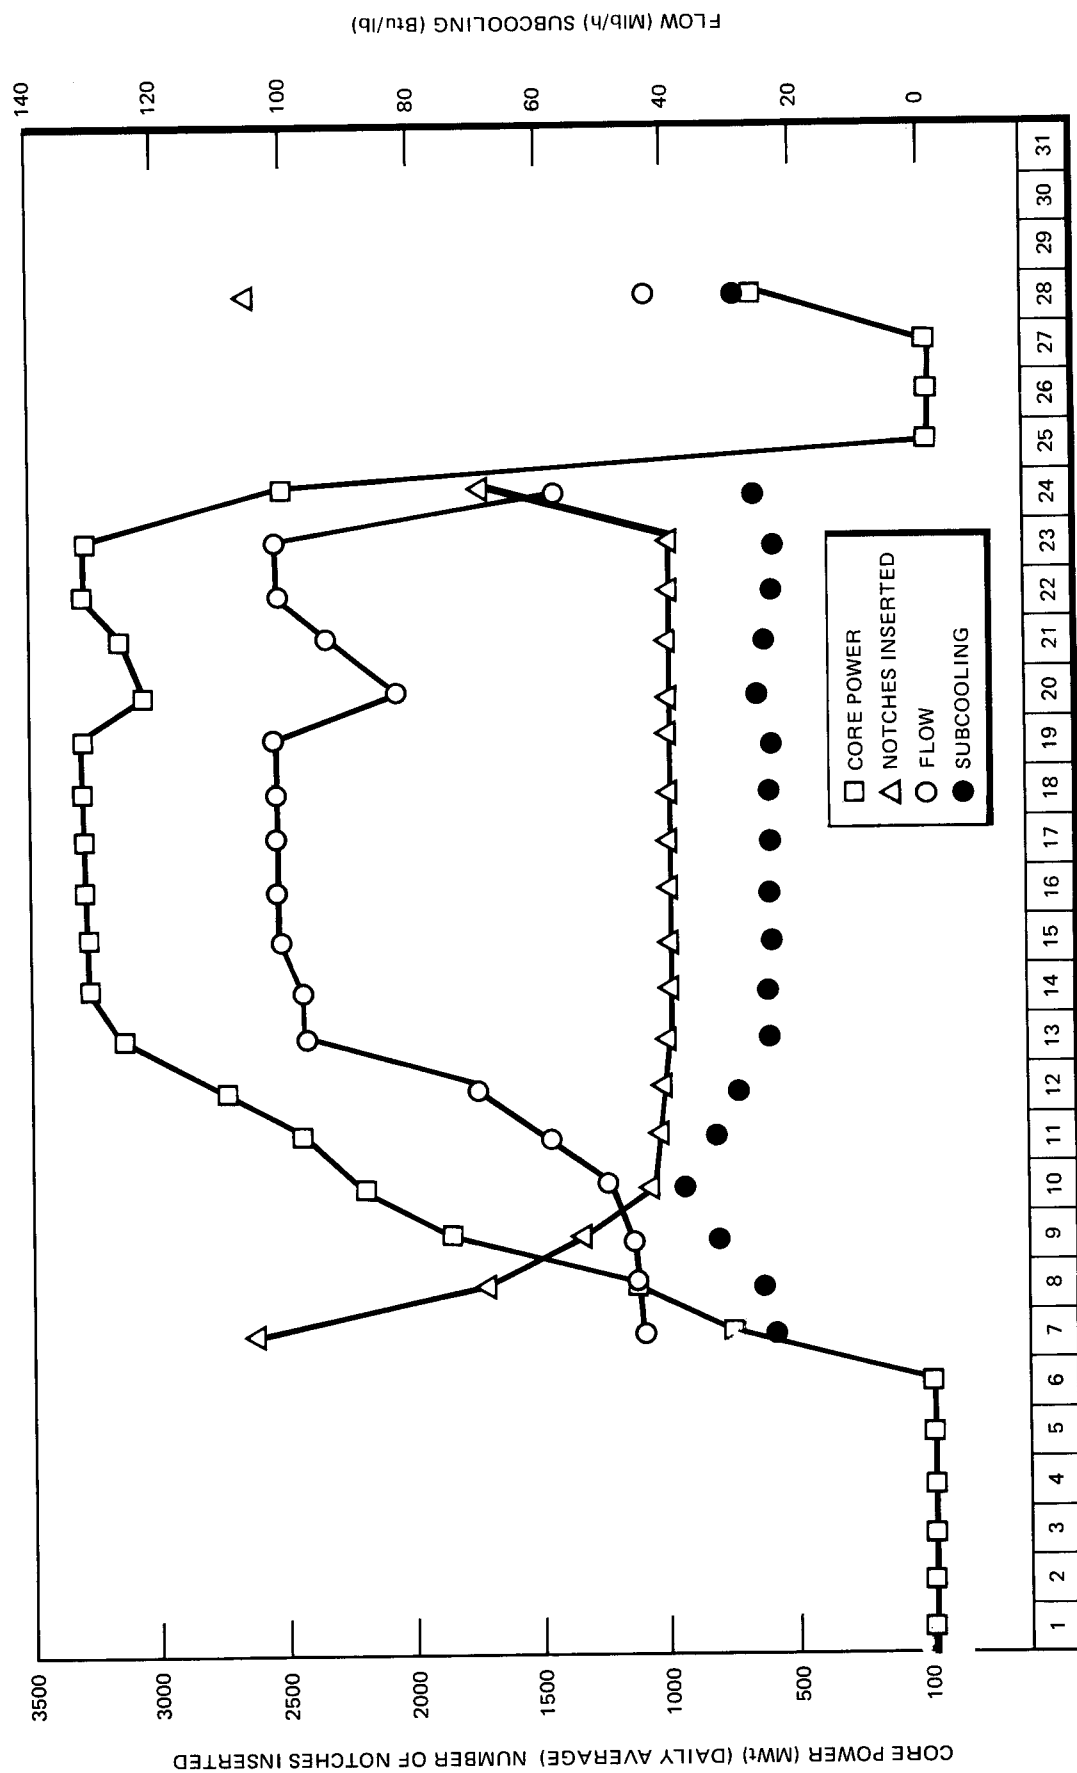 FLOW (Mlb/h) SUBCOOLING (Btu/lb)
140
120
100
80
60
40
20
0
CORE POWER
NOTCHES INSERTED
FLOW
SUBCOOLING
3500
3000
2500
2000
1500
1000
500
100
CORE POWER (MWt) (DAILY AVERAGE) NUMBER OF NOTCHES INSERTED
1 2 3 4 5 6 7 8 9 10 11 12 13 14 15 16 17 18 19 20 21 22 23 24 25 26 27 28 29 30 31